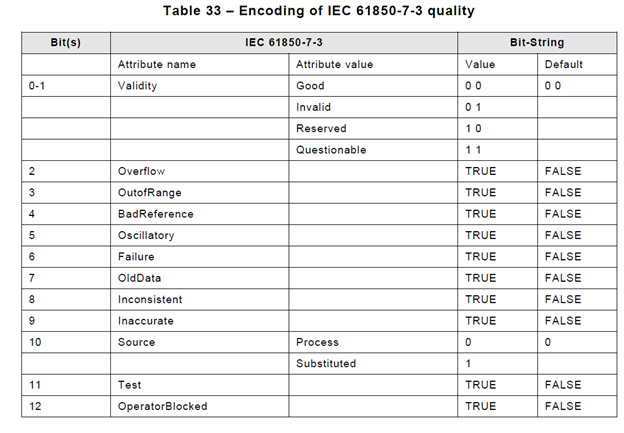 Table 33 – Encoding of IEC 61850-7-3 quality
Bit(s) IEC 61850-7-3 Bit-String
Attribute name Attribute value Value Default
0-1 Validity Good 0 0 0 0
Invalid 0 1
Reserved 1 0
Questionable 1 1
2 Overflow TRUE FALSE
3 OutofRange TRUE FALSE
4 BadReference TRUE FALSE
5 Oscillatory TRUE FALSE
6 Failure TRUE FALSE
7 OldData TRUE FALSE
8 Inconsistent TRUE FALSE
9 Inaccurate TRUE FALSE
10 Source Process 0 0
Substituted 1
11 Test TRUE FALSE
12 OperatorBlocked TRUE FALSE